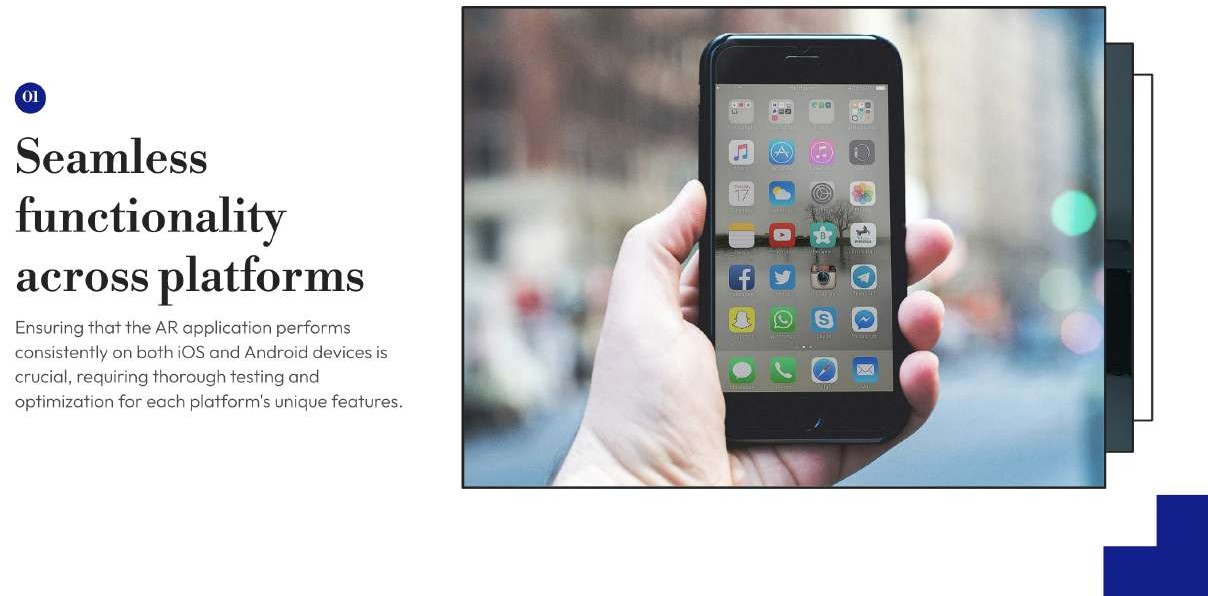 01
Seamless
functionality
across platforms
Ensuring that the AR application performs
consistently on both iOS and Android devices is
crucial, requiring thorough testing and
optimization for each platform's unique features.
17